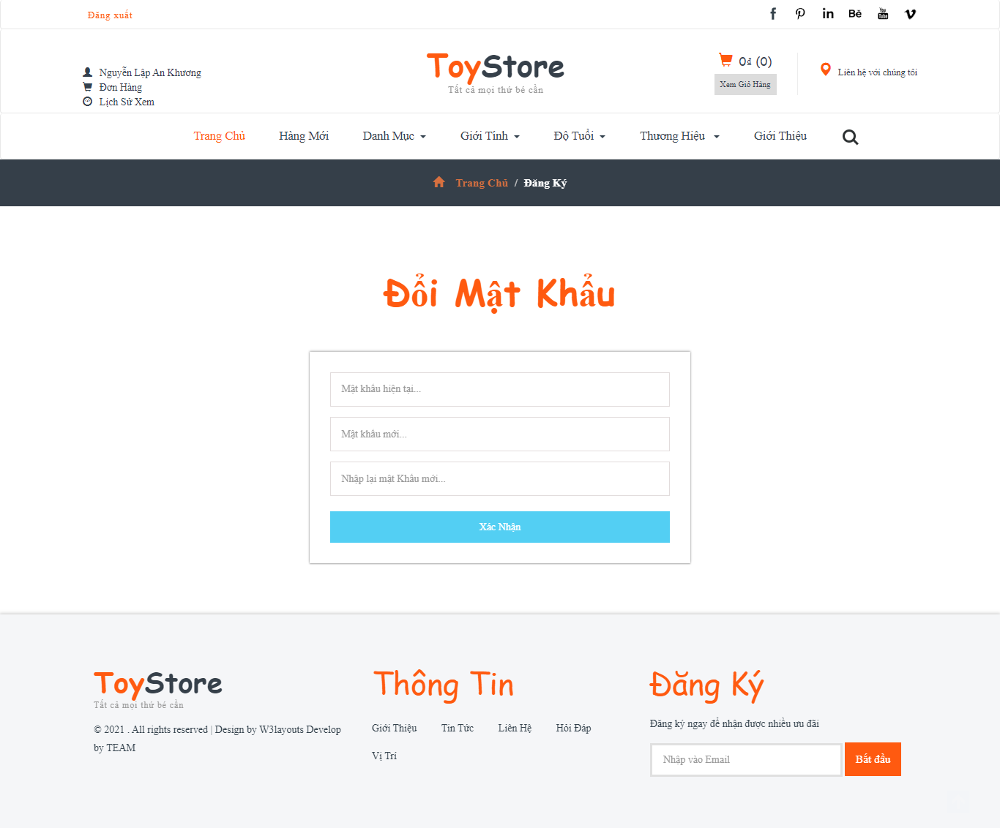 Đăng xuất
Nguyễn Lập An Khương
Đơn Hàng
Lịch Sử Xem
ToyStore
Tất cả mọi thứ bé cần
0đ (0)
Xem Giỏ Hàng
Liên hệ với chúng tôi
Trang Chủ Hàng Mới Danh Mục Giới Tính Độ Tuổi Thương Hiệu Giới Thiệu
Trang Chủ / Đăng Ký
Đổi Mật Khẩu
Mật khẩu hiện tại...
Mật khẩu mới...
Nhập lại mật Khẩu mới...
Xác Nhận
ToyStore
Tất cả mọi thứ bé cần
© 2021 . All rights reserved | Design by W3layouts Develop
by TEAM
Thông Tin
Giới Thiệu Tin Tức Liên Hệ Hỏi Đáp
Vị Trí
Đăng Ký
Đăng ký ngay để nhận được nhiều ưu đãi
Nhập vào Email
Bắt đầu